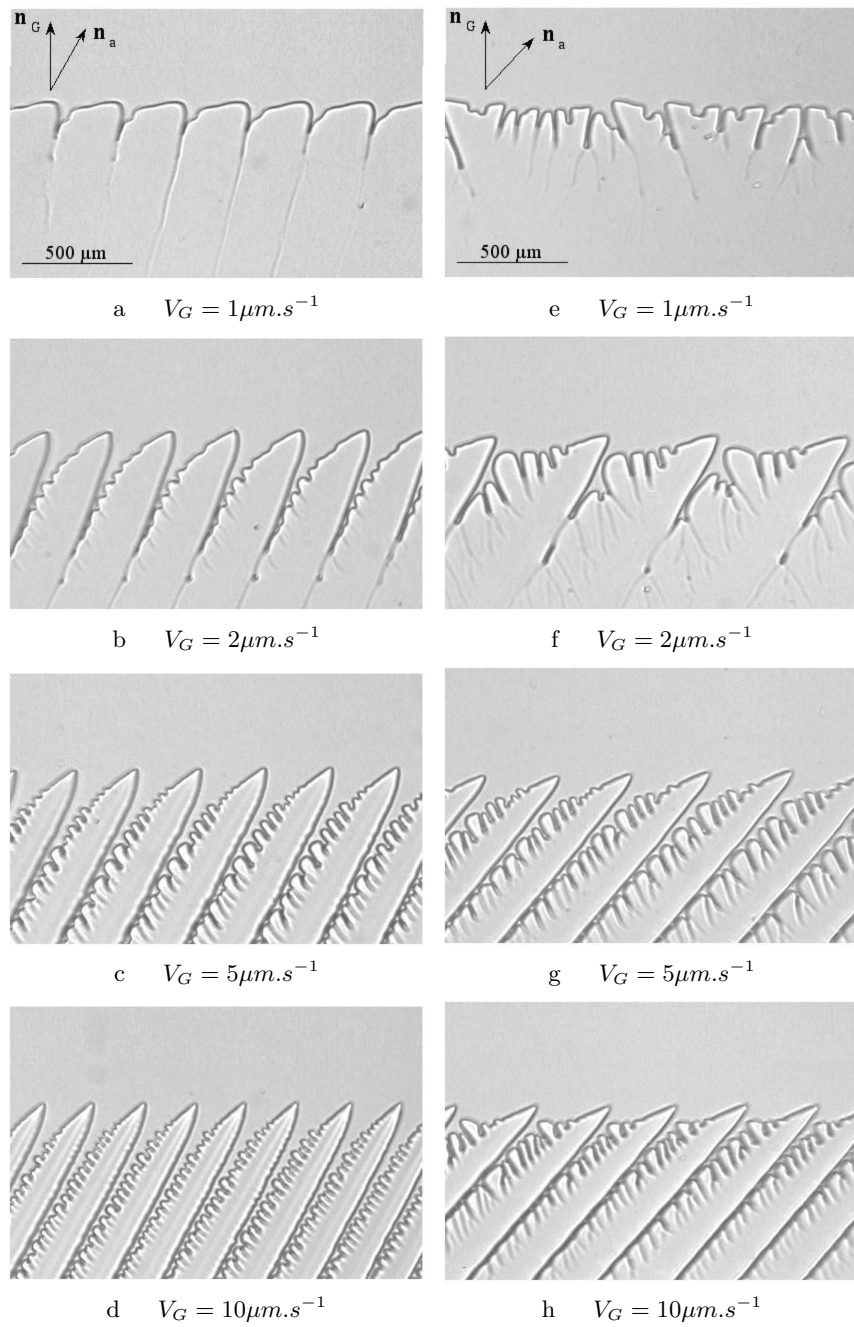 n_G n_a
n_G n_a
500 μm
500 μm
a V_G = 1μm.s⁻¹
e V_G = 1μm.s⁻¹
b V_G = 2μm.s⁻¹
f V_G = 2μm.s⁻¹
c V_G = 5μm.s⁻¹
g V_G = 5μm.s⁻¹
d V_G = 10μm.s⁻¹
h V_G = 10μm.s⁻¹